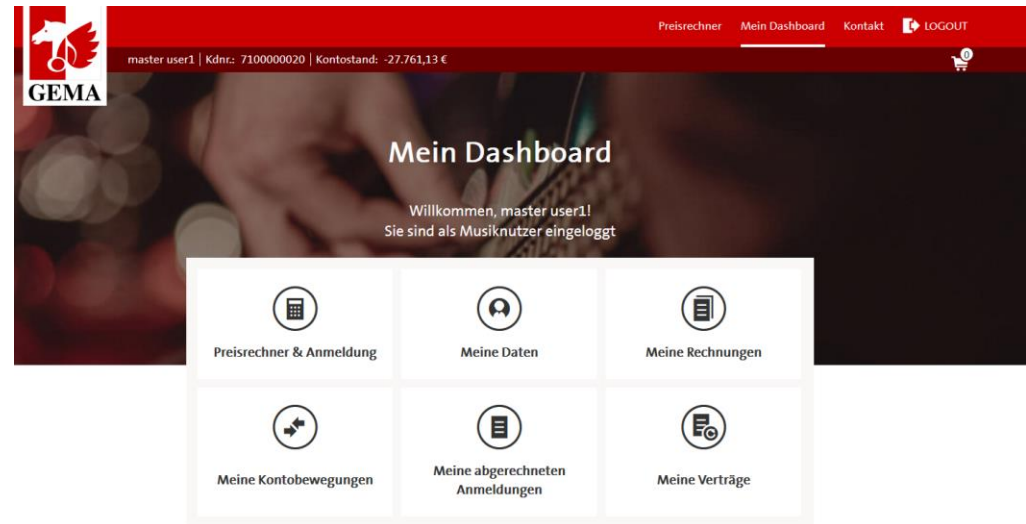 Preisrechner Mein Dashboard Kontakt LOGOUT
master user1 | Kdnr.: 7100000020 | Kontostand: -27.761,13 € 0
GEMA
Mein Dashboard
Willkommen, master user1!
Sie sind als Musiknutzer eingeloggt
Preisrechner & Anmeldung Meine Daten Meine Rechnungen
Meine Kontobewegungen Meine abgerechneten Anmeldungen Meine Verträge